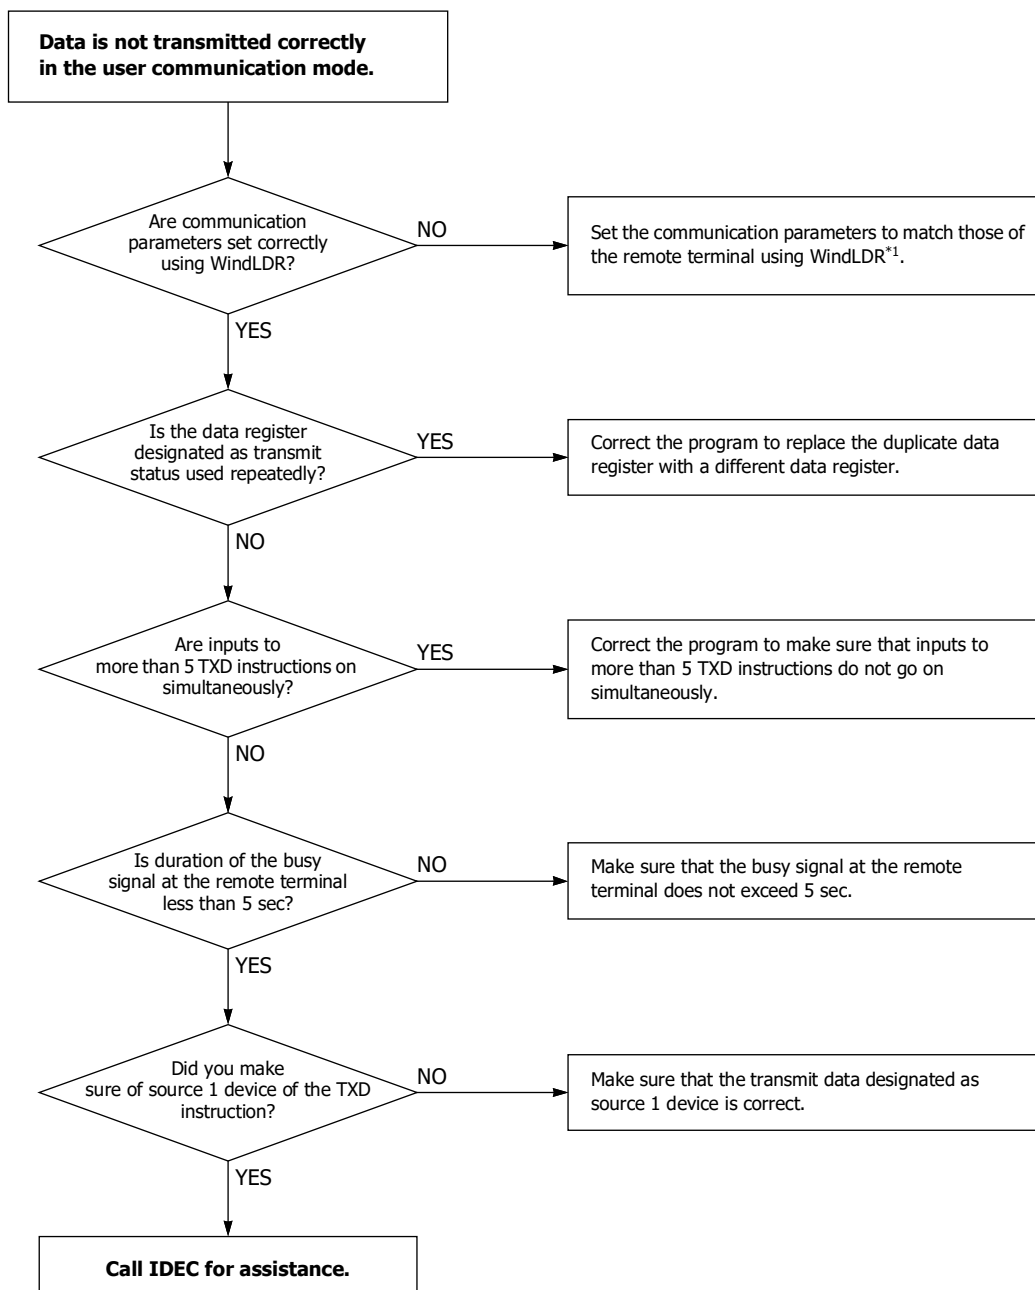 Data is not transmitted correctly
in the user communication mode.
Are communication
parameters set correctly
using WindLDR?
NO
Set the communication parameters to match those of
the remote terminal using WindLDR*1.
YES
Is the data register
designated as transmit
status used repeatedly?
YES
Correct the program to replace the duplicate data
register with a different data register.
NO
Are inputs to
more than 5 TXD instructions on
simultaneously?
YES
Correct the program to make sure that inputs to
more than 5 TXD instructions do not go on
simultaneously.
NO
Is duration of the busy
signal at the remote terminal
less than 5 sec?
NO
Make sure that the busy signal at the remote
terminal does not exceed 5 sec.
YES
Did you make
sure of source 1 device of the TXD
instruction?
NO
Make sure that the transmit data designated as
source 1 device is correct.
YES
Call IDEC for assistance.